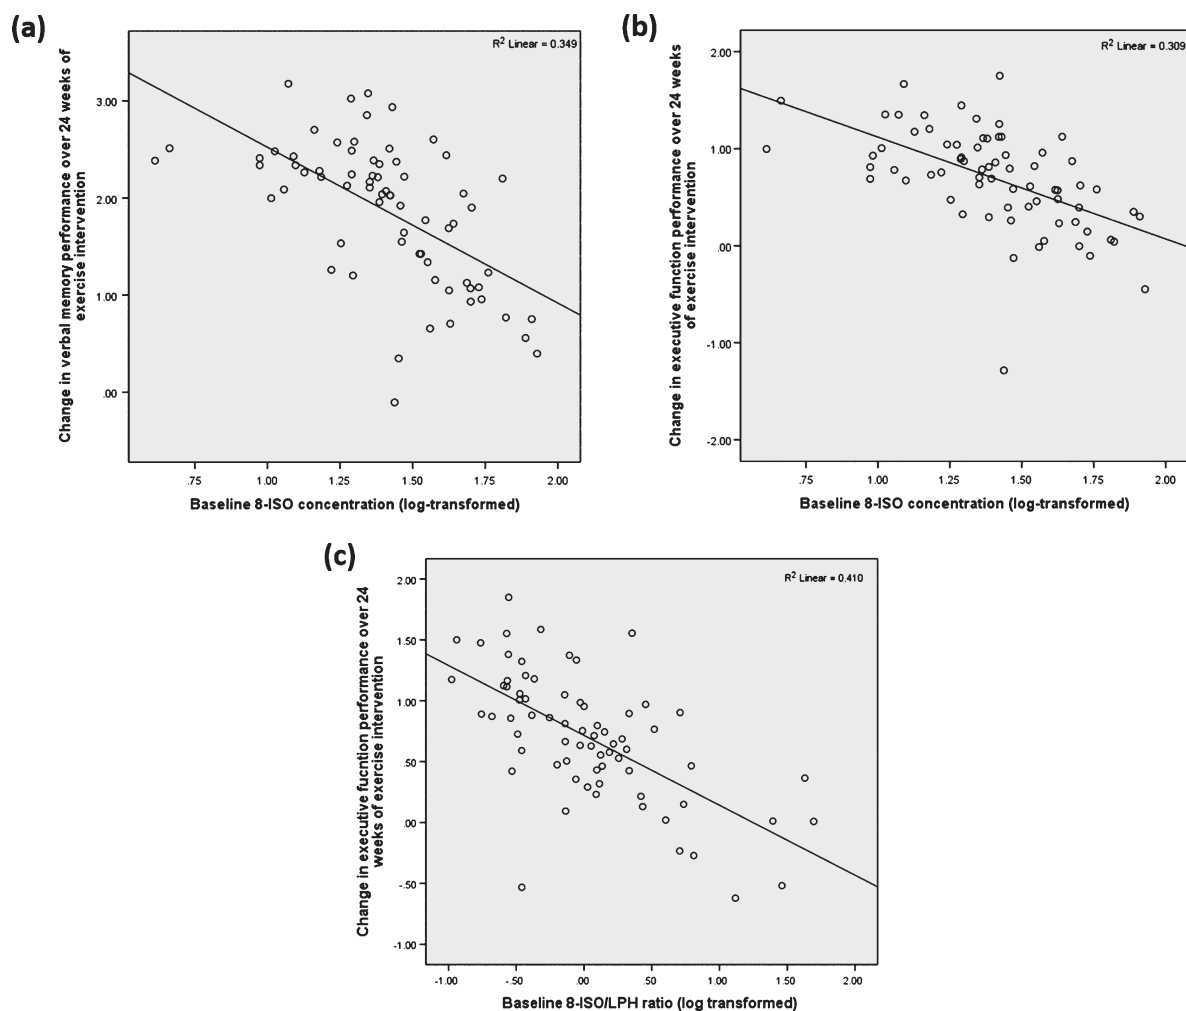 (a)
R2 Linear = 0.349
Change in verbal memory performance over 24 weeks of
exercise intervention
3.00
2.00
1.00
.00
.75
1.00
1.25
1.50
1.75
2.00
Baseline 8-ISO concentration (log-transformed)
(b)
R2 Linear = 0.309
Change in executive function performance over 24 weeks
of exercise intervention
2.00
1.00
.00
-1.00
-2.00
.75
1.00
1.25
1.50
1.75
2.00
Baseline 8-ISO concentration (log-transformed)
(c)
R2 Linear = 0.410
Change in executive fucntion performance over 24
weeks of exercise intervention
2.00
1.50
1.00
.50
.00
-.50
-1.00
-1.00
-.50
.00
.50
1.00
1.50
2.00
Baseline 8-ISO/LPH ratio (log transformed)